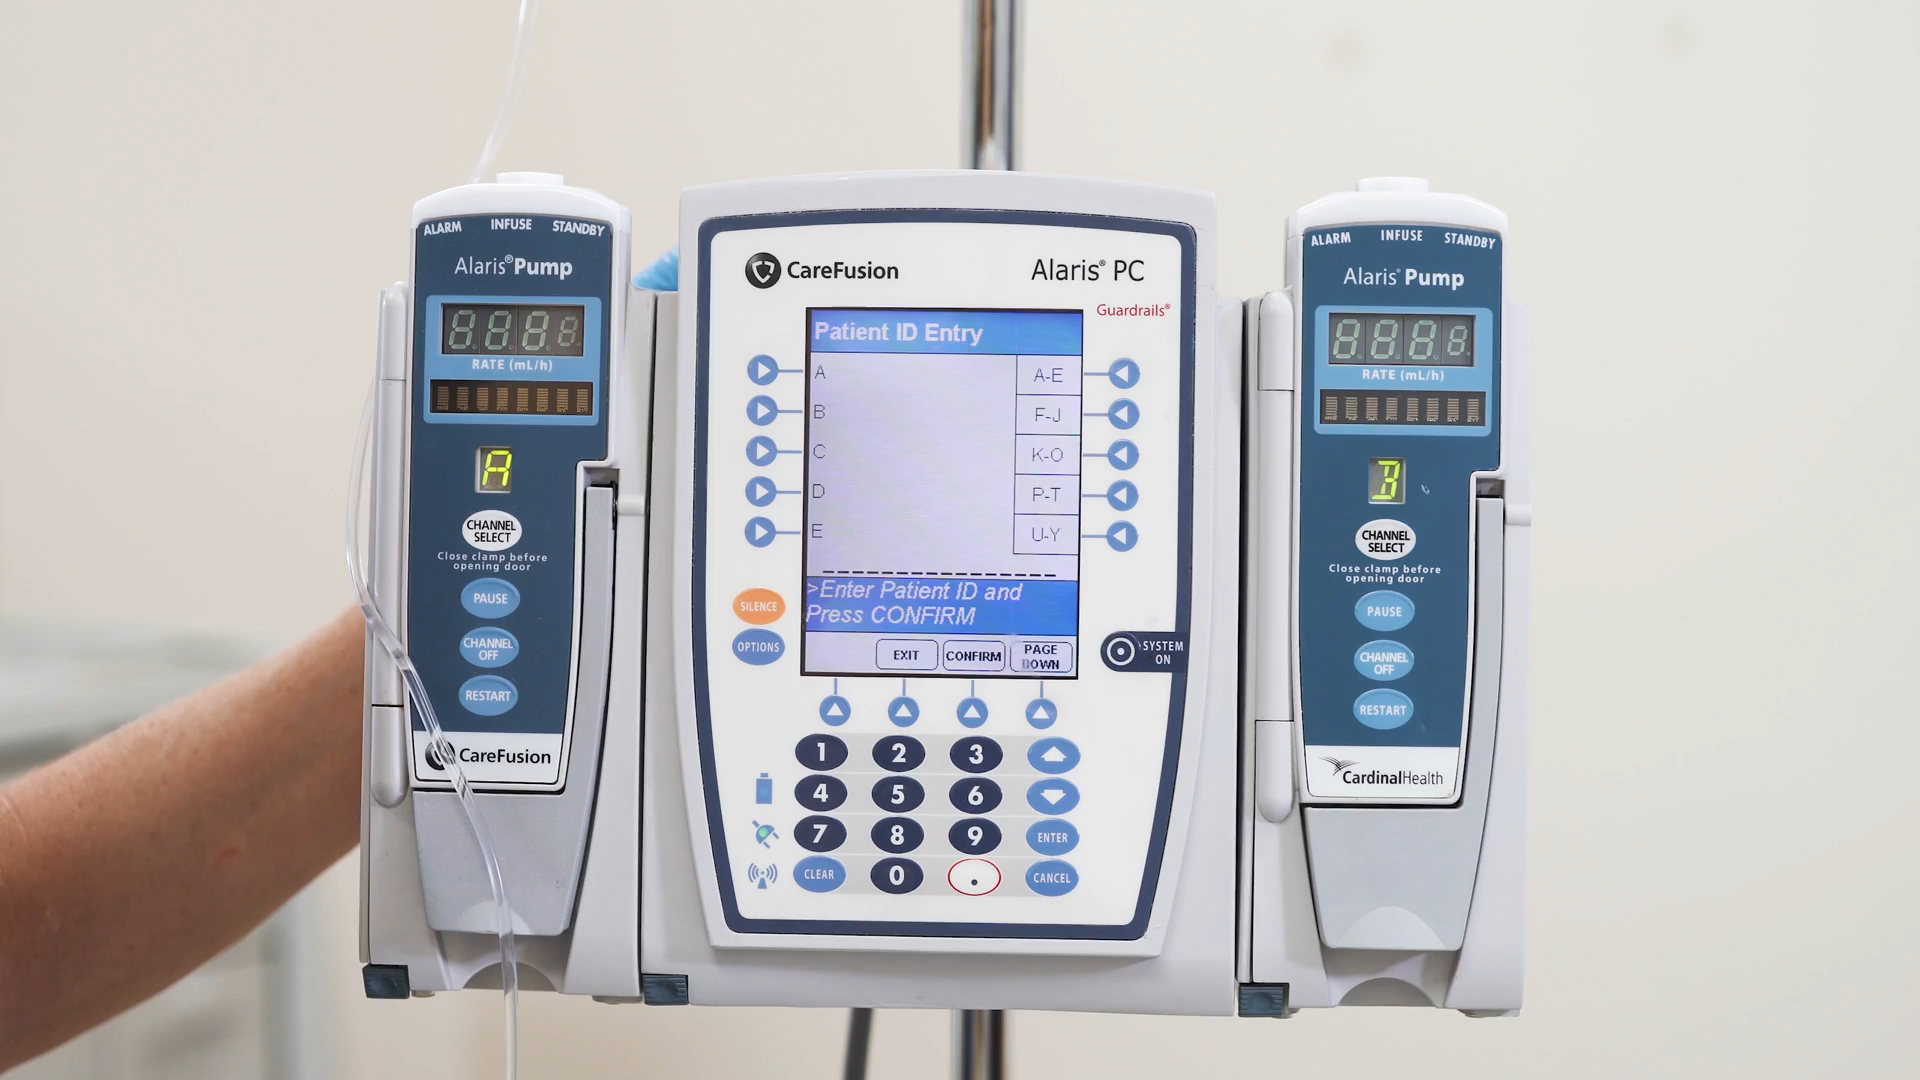 ALARM INFUSE STANDBY
Alaris® Pump
RATE (mL/h)
A
CHANNEL
SELECT
Close clamp before
opening door
PAUSE
CHANNEL
OFF
RESTART
CareFusion
CareFusion
Alaris® PC
Guardrails®
Patient ID Entry
A A-E
B F-J
C K-O
D P-T
E U-Y
>Enter Patient ID and
Press CONFIRM
EXIT CONFIRM PAGE
DOWN
SILENCE
OPTIONS
SYSTEM
ON
1 2 3
4 5 6
7 8 9 ENTER
CLEAR 0 . CANCEL
ALARM INFUSE STANDBY
Alaris® Pump
RATE (mL/h)
B
CHANNEL
SELECT
Close clamp before
opening door
PAUSE
CHANNEL
OFF
RESTART
CardinalHealth